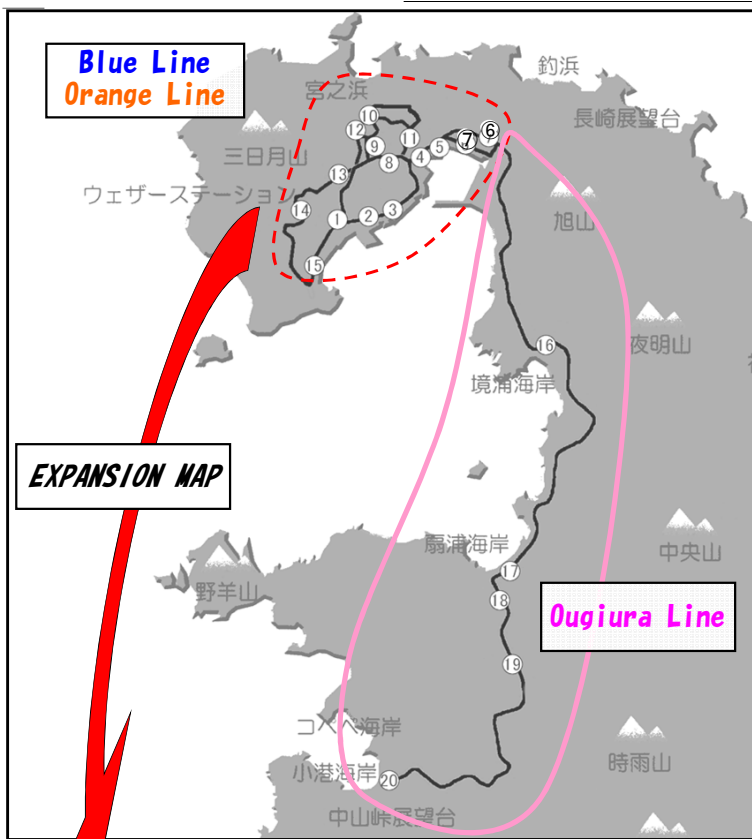 Blue Line
Orange Line
釣浜
宮之浜
長崎展望台
三日月山
ウェザーステーション
旭山
⑩
⑫
⑨
⑪
⑧
④
⑤
⑦
⑥
⑬
⑭
①
②
③
⑮
⑯
夜明山
境浦海岸
EXPANSION MAP
扇浦海岸
中央山
⑰
野羊山
⑱
Ougiura Line
⑲
コペペ海岸
時雨山
小港海岸
⑳
中山峠展望台